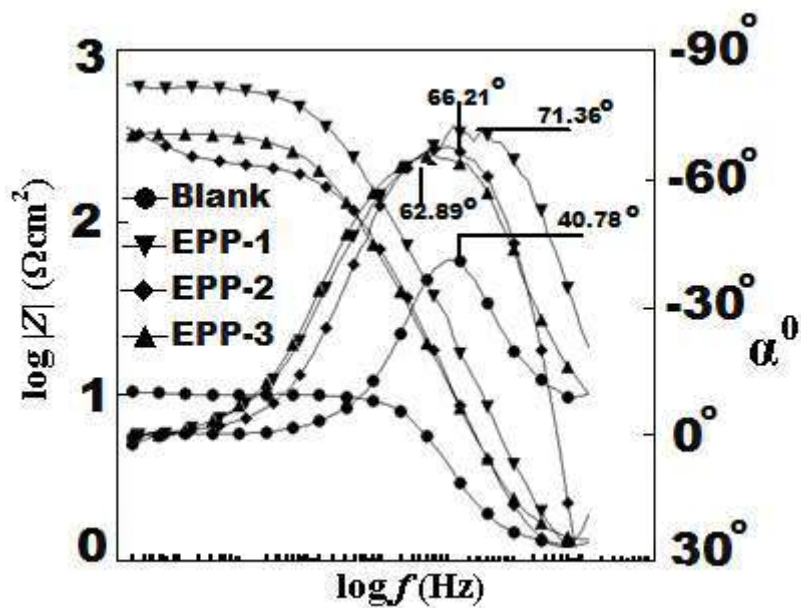 3
-90°
66.21°
71.36°
-60°
Blank
62.89°
40.78°
2
EPP-1
EPP-2
-30°
EPP-3
log |Z| (Ωcm²)
α⁰
1
0°
0
30°
log f (Hz)